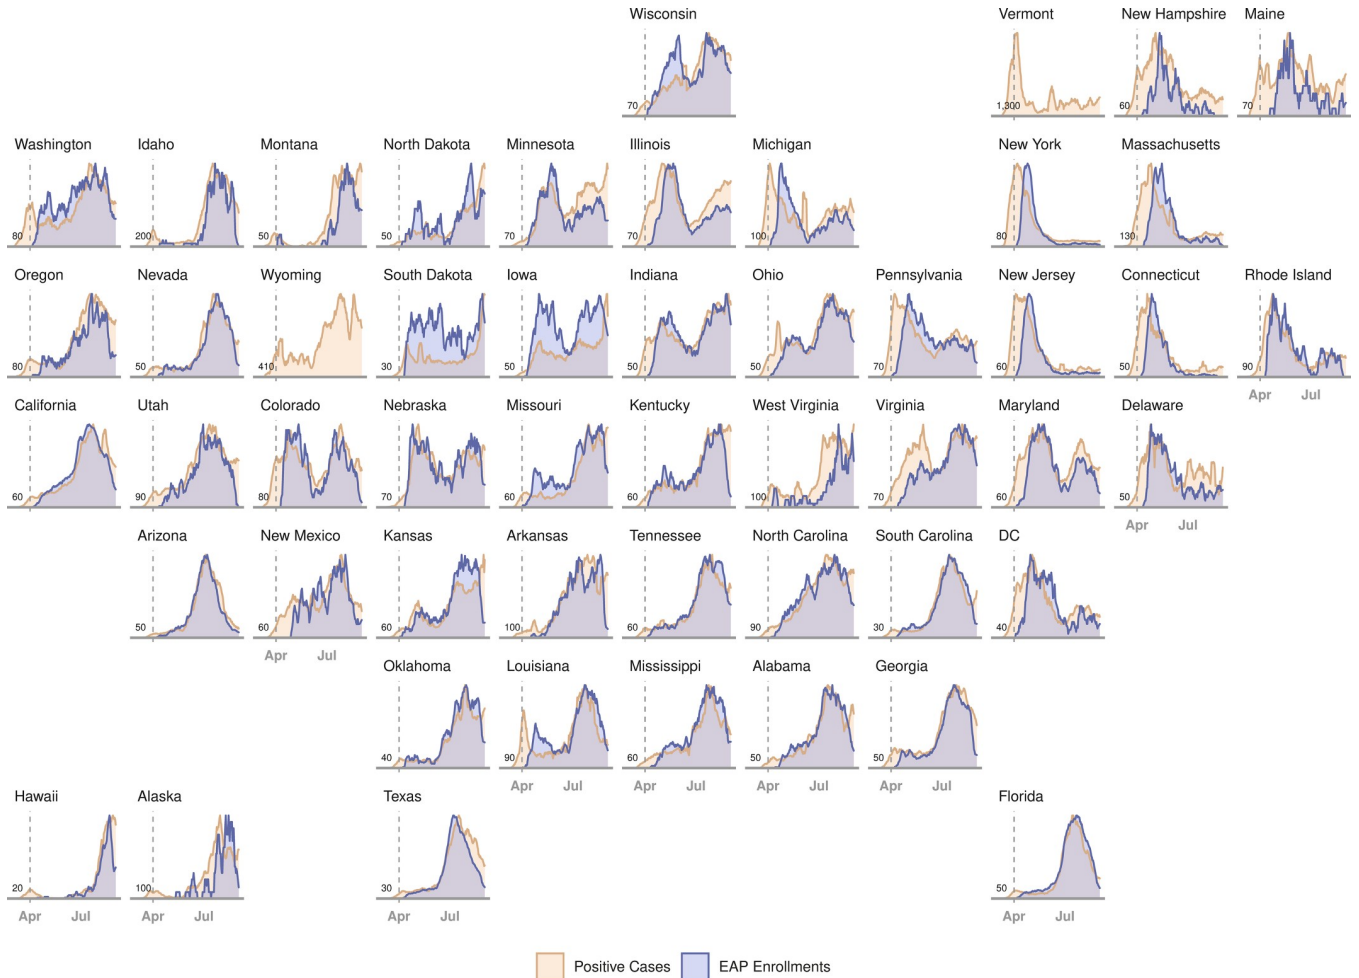 Wisconsin Vermont New Hampshire Maine
70 1,300 60 70
Washington Idaho Montana North Dakota Minnesota Illinois Michigan New York Massachusetts
80 200 50 50 70 70 100 80 130
Oregon Nevada Wyoming South Dakota Iowa Indiana Ohio Pennsylvania New Jersey Connecticut Rhode Island
80 50 410 30 50 50 50 70 60 50 90
Apr Jul
California Utah Colorado Nebraska Missouri Kentucky West Virginia Virginia Maryland Delaware
60 90 80 70 60 60 100 70 60 50
Apr Jul
Arizona New Mexico Kansas Arkansas Tennessee North Carolina South Carolina DC
50 60 60 100 60 90 30 40
Apr Jul
Oklahoma Louisiana Mississippi Alabama Georgia
40 90 60 50 50
Apr Jul Apr Jul Apr Jul Apr Jul
Hawaii Alaska Texas Florida
20 100 30 50
Apr Jul Apr Jul Apr Jul Apr Jul
Positive Cases EAP Enrollments